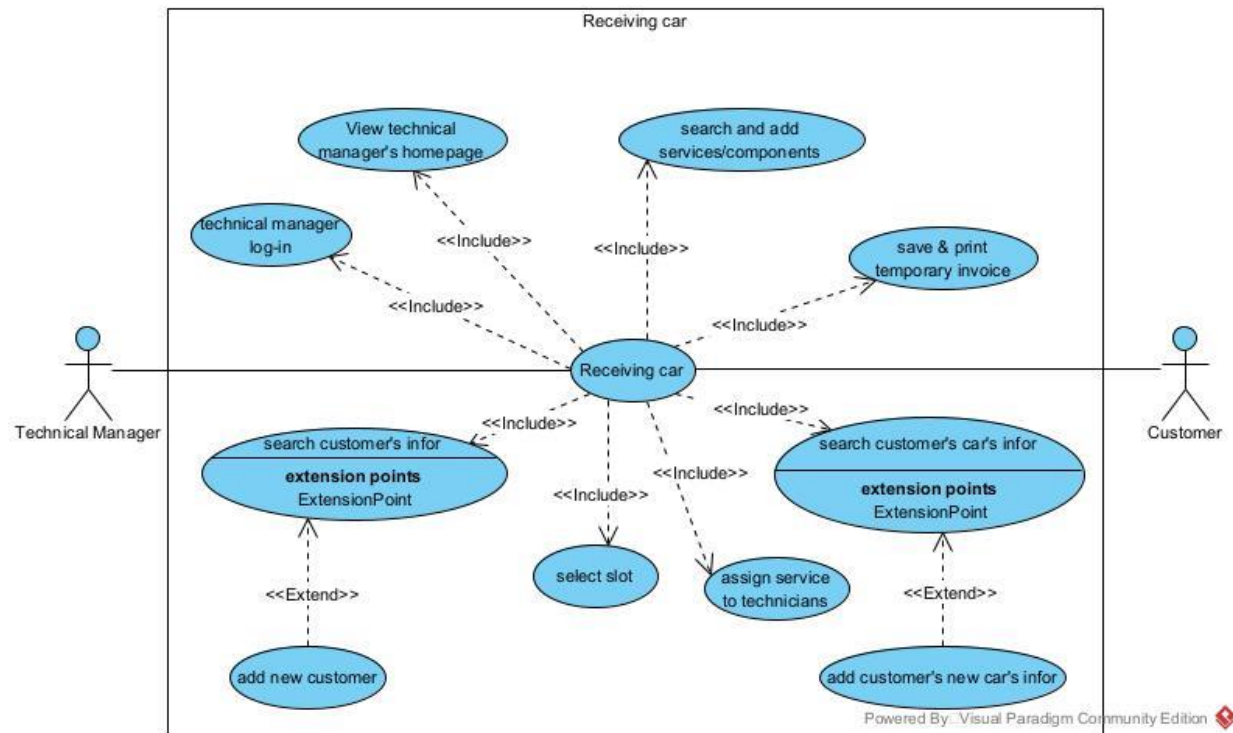 Receiving car
View technical
manager's homepage
search and add
services/components
technical manager
log-in
<<Include>>
<<Include>>
save & print
temporary invoice
<<Include>>
<<Include>>
Receiving car
Technical Manager
Customer
<<Include>>
<<Include>>
search customer's infor
extension points
ExtensionPoint
search customer's car's infor
extension points
ExtensionPoint
<<Include>>
<<Include>>
select slot
assign service
to technicians
<<Extend>>
<<Extend>>
add new customer
add customer's new car's infor
Powered By Visual Paradigm Community Edition